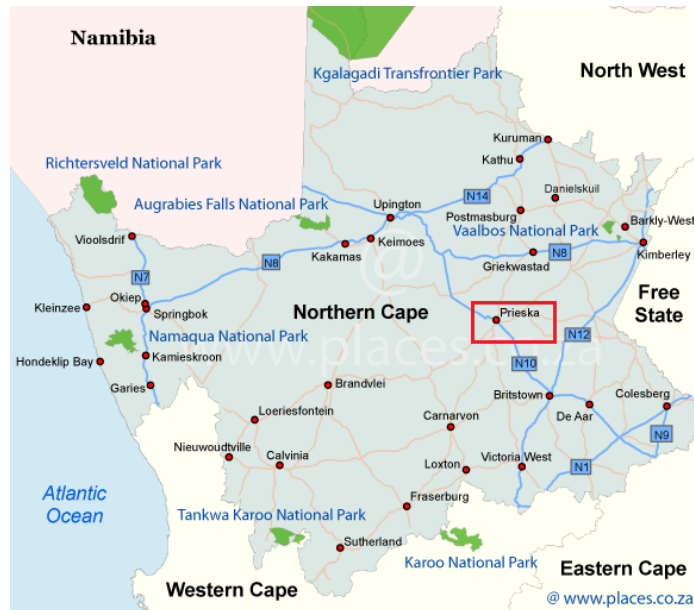 Namibia
Kgalagadi Transfrontier Park
North West
Kuruman
Kathu
Richtersveld National Park
Danielskuil
Augrabies Falls National Park
N14
Upington
Postmasburg
Barkly-West
Vaalbos National Park
Vioolsdrif
Keimoes
Kimberley
Kakamas
N8
Griekwastad
N8
N7
@
Free
State
Okiep
Kleinzee
Springbok
Northern Cape
Prieska
N12
Namaqua National Park
www.places.co.za
Kamieskroon
Hondeklip Bay
N10
Garies
Brandvlei
Britstown
Colesberg
Loeriesfontein
De Aar
Carnarvon
N9
Nieuwoudtville
Calvinia
Victoria West
N1
Loxton
Atlantic
Ocean
Fraserburg
Tankwa Karoo National Park
Sutherland
Karoo National Park
Eastern Cape
Western Cape
@ www.places.co.za